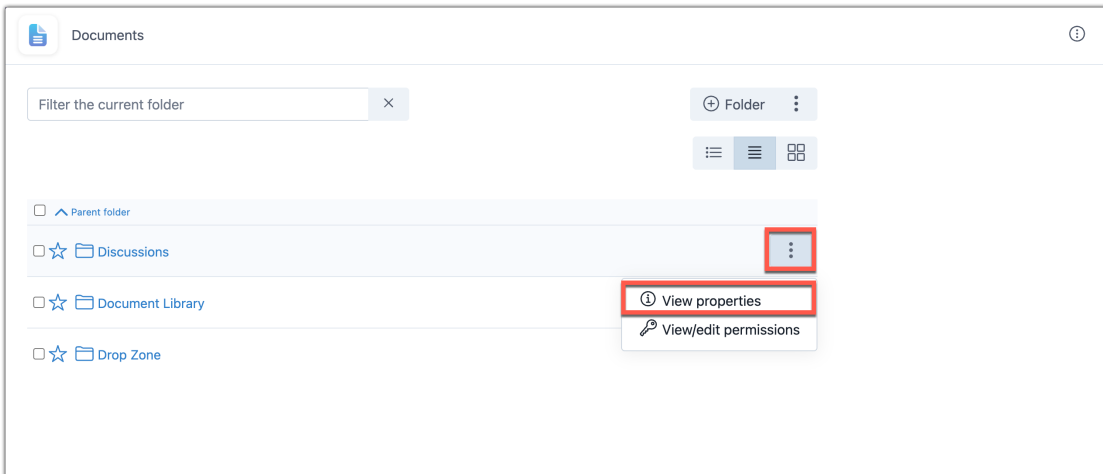 Documents
Filter the current folder
Folder
Parent folder
Discussions
Document Library
View properties
View/edit permissions
Drop Zone